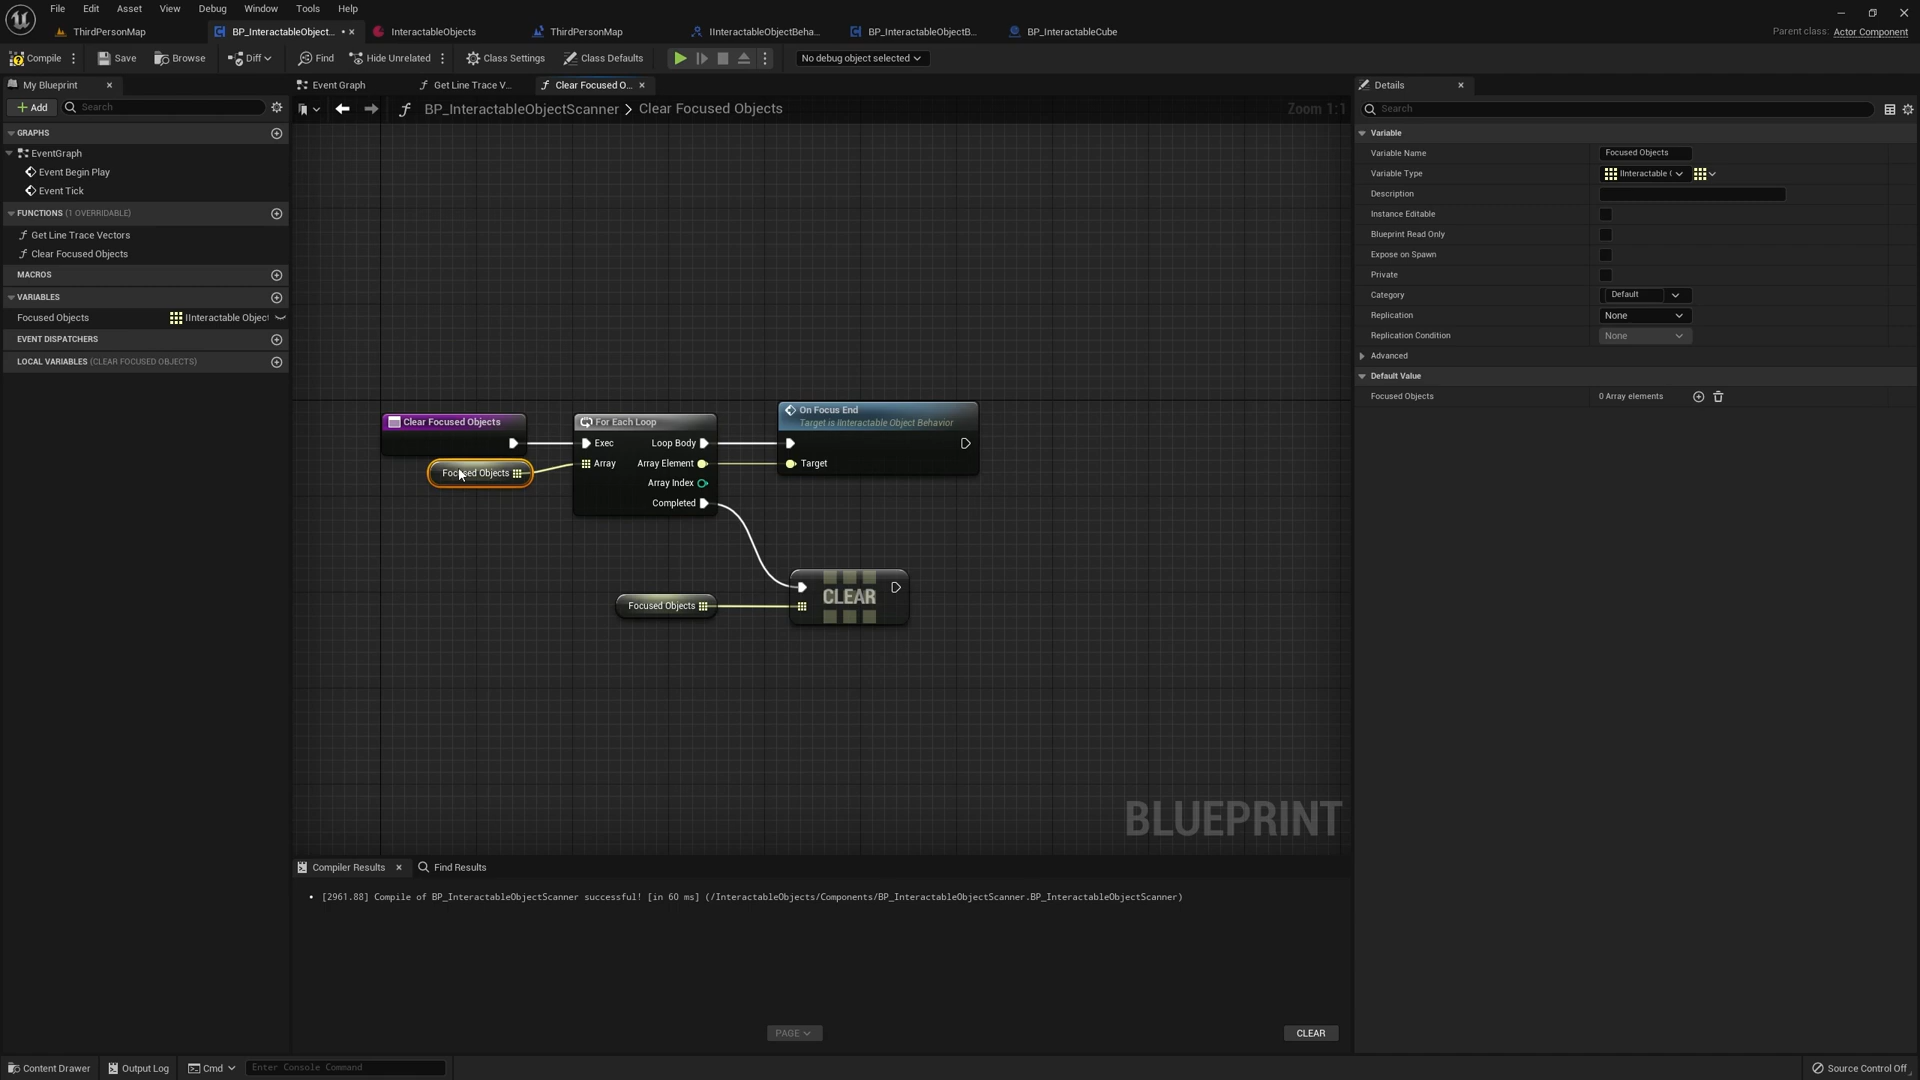 File Edit Asset View Debug Window Tools Help
ThirdPersonMap BP_InteractableObject... InteractableObjects ThirdPersonMap IInteractableObjectBeha... BP_InteractableObjectB... BP_InteractableCube
Parent class: Actor Component
Compile Save Browse Diff Find Hide Unrelated Class Settings Class Defaults No debug object selected
My Blueprint
Add Search
GRAPHS
EventGraph
Event Begin Play
Event Tick
FUNCTIONS (1 OVERRIDABLE)
Get Line Trace Vectors
Clear Focused Objects
MACROS
VARIABLES
Focused Objects IInteractable Object
EVENT DISPATCHERS
LOCAL VARIABLES (CLEAR FOCUSED OBJECTS)
Event Graph Get Line Trace V... Clear Focused O...
BP_InteractableObjectScanner > Clear Focused Objects
Zoom 1:1
Clear Focused Objects
Focused Objects
For Each Loop
Exec Loop Body
Array Array Element
Array Index
Completed
On Focus End
Target is IInteractable Object Behavior
Target
Focused Objects
CLEAR
BLUEPRINT
Compiler Results Find Results
[2961.88] Compile of BP_InteractableObjectScanner successful! [in 60 ms] (/InteractableObjects/Components/BP_InteractableObjectScanner.BP_InteractableObjectScanner)
PAGE CLEAR
Details
Search
Variable
Variable Name Focused Objects
Variable Type IInteractable (
Description
Instance Editable
Blueprint Read Only
Expose on Spawn
Private
Category Default
Replication None
Replication Condition None
Advanced
Default Value
Focused Objects 0 Array elements
Content Drawer Output Log Cmd Enter Console Command Source Control Off